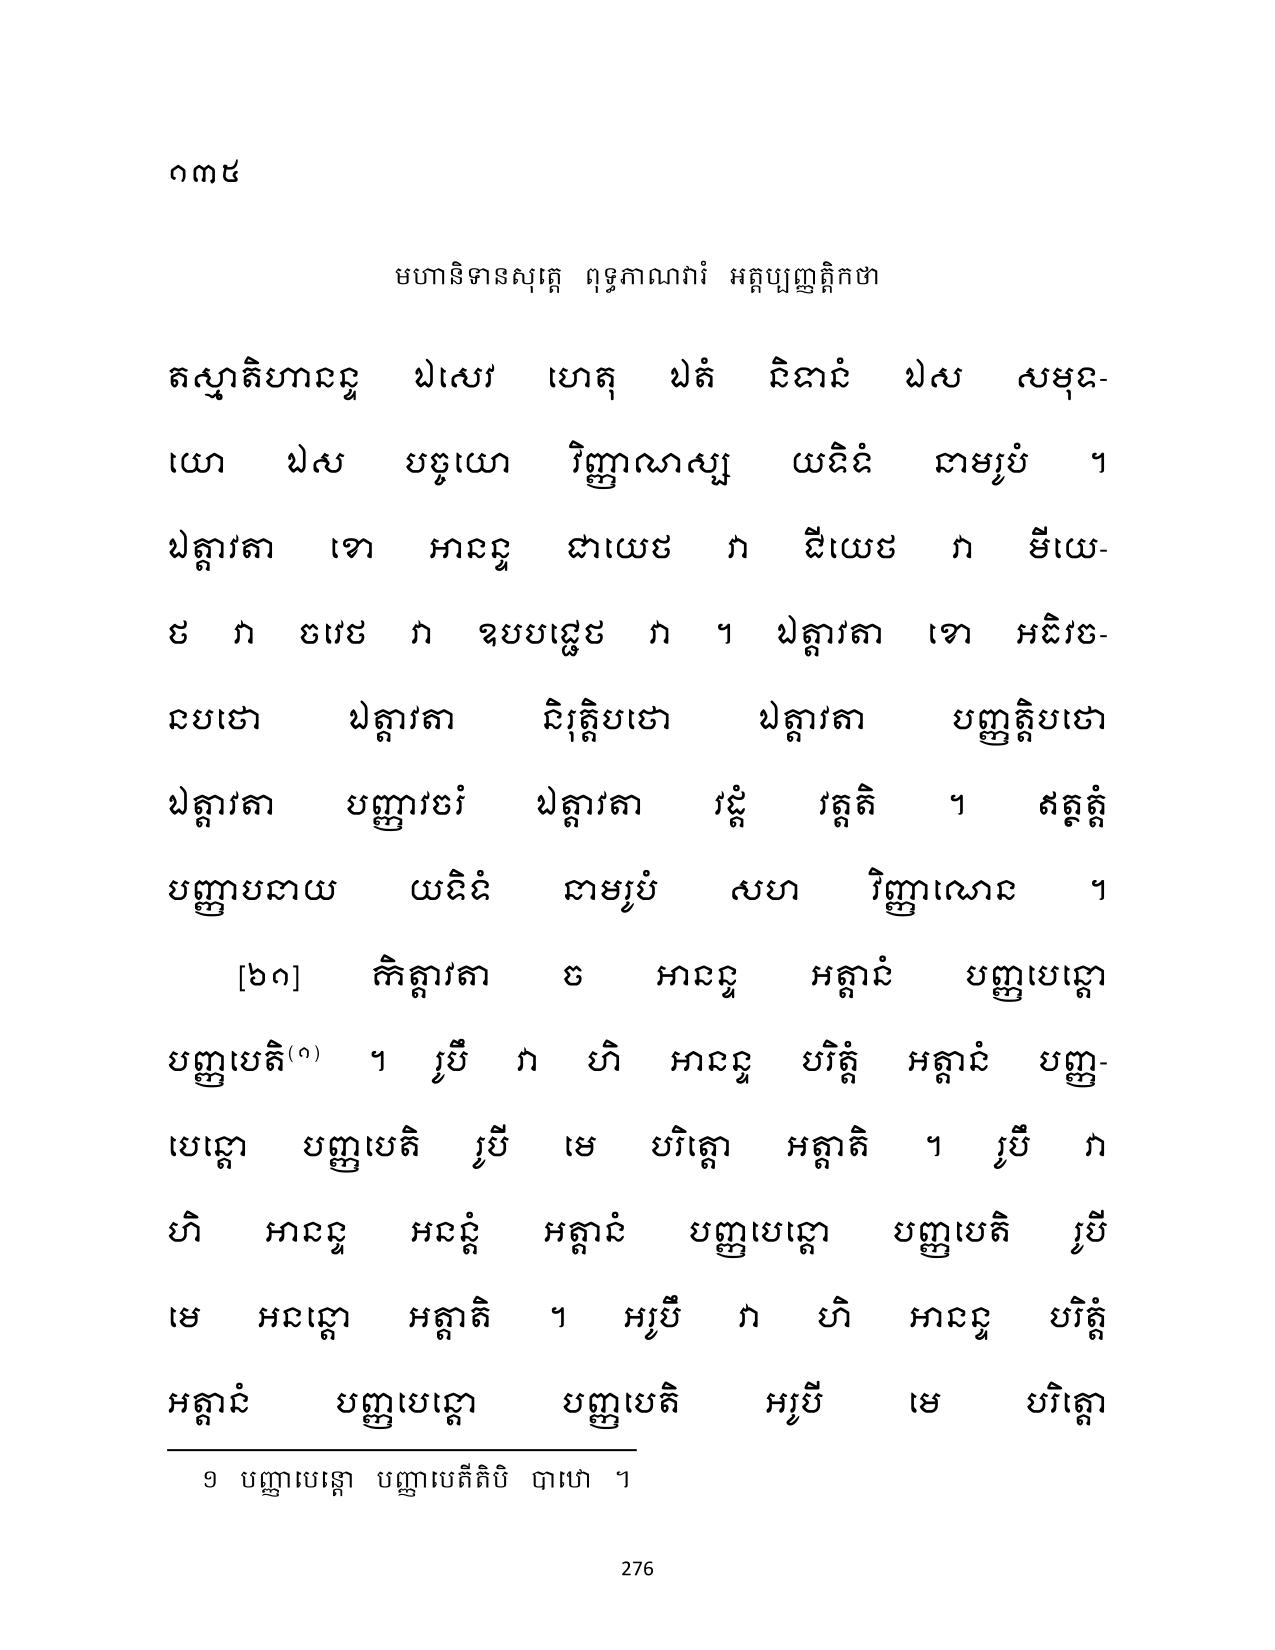 ១៣៥
មហានិទានសុត្តេ ពុទ្ធភាណវារំ អត្តប្បញ្ញត្តិកថា
តស្មាតិហានន្ទ ឯសេវ ហេតុ ឯតំ និទានំ ឯស សមុទ-
យោ ឯស បច្ចយោ វិញ្ញាណស្ស យទិទំ នាមរូបំ ។
ឯត្តាវតា ខោ អានន្ទ ជាយេថ វា ជីយេថ វា មីយេ-
ថ វា ចវេថ វា ឧបបជ្ជេថ វា ។ ឯត្តាវតា ខោ អធិវច-
នបថោ ឯត្តាវតា និរុត្តិបថោ ឯត្តាវតា បញ្ញត្តិបថោ
ឯត្តាវតា បញ្ញាវចរំ ឯត្តាវតា វដ្តំ វត្តតិ ។ ឥត្ថត្តំ
បញ្ញាបនាយ យទិទំ នាមរូបំ សហ វិញ្ញាណេន ។
[៦១] កិត្តាវតា ច អានន្ទ អត្តានំ បញ្ញបេន្តោ
បញ្ញបេតិ(១) ។ រូបឹ វា ហិ អានន្ទ បរិត្តំ អត្តានំ បញ្ញ-
បេន្តោ បញ្ញបេតិ រូបី មេ បរិត្តោ អត្តាតិ ។ រូបឹ វា
ហិ អានន្ទ អនន្តំ អត្តានំ បញ្ញបេន្តោ បញ្ញបេតិ រូបី
មេ អនន្តោ អត្តាតិ ។ អរូបឹ វា ហិ អានន្ទ បរិត្តំ
អត្តានំ បញ្ញបេន្តោ បញ្ញបេតិ អរូបី មេ បរិត្តោ
១ បញ្ញាបេន្តោ បញ្ញាបេតីតិបិ បាឋោ ។
276